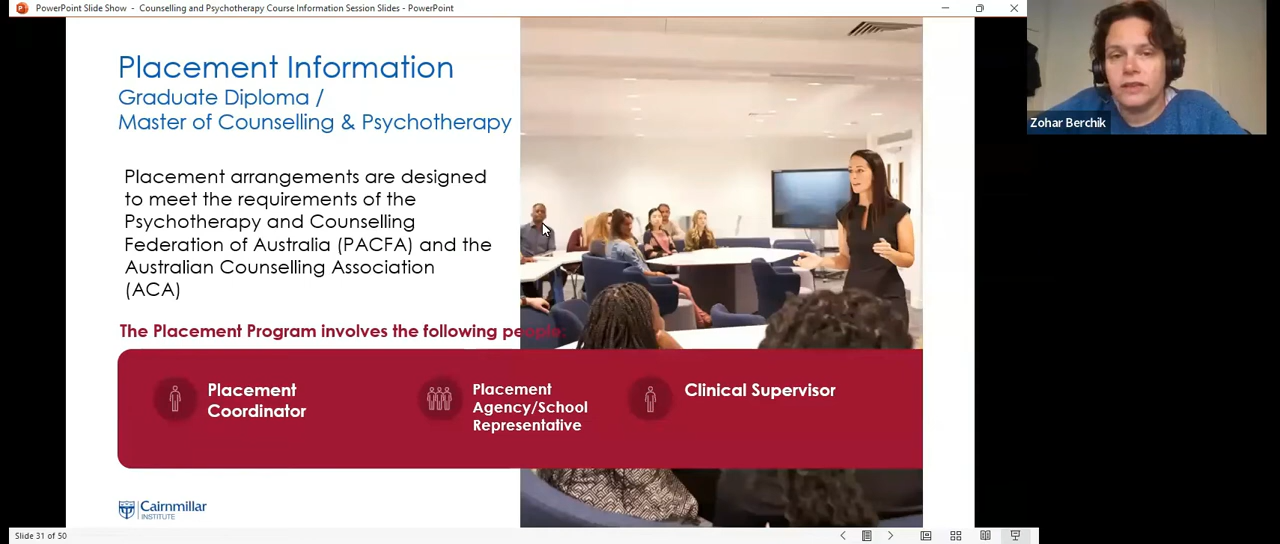 PowerPoint Slide Show - Counselling and Psychotherapy Course Information Session Slides - PowerPoint
Placement Information
Graduate Diploma /
Master of Counselling & Psychotherapy
Placement arrangements are designed
to meet the requirements of the
Psychotherapy and Counselling
Federation of Australia (PACFA) and the
Australian Counselling Association
(ACA)
The Placement Program involves the following people:
Placement
Coordinator
Placement
Agency/School
Representative
Clinical Supervisor
Cairnmillar
INSTITUTE
Slide 31 of 50
Zohar Berchik